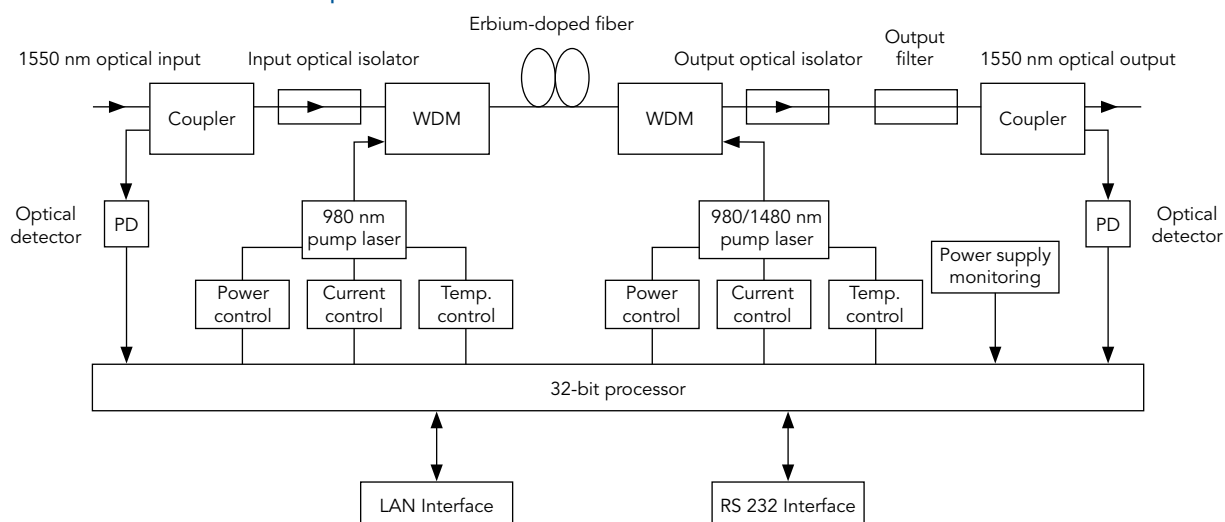 Erbium-doped fiber
1550 nm optical input
Input optical isolator
Output optical isolator
Output
filter
1550 nm optical output
Coupler
WDM
WDM
Coupler
Optical
detector
PD
980 nm
pump laser
980/1480 nm
pump laser
PD
Optical
detector
Power supply
monitoring
Power
control
Current
control
Temp.
control
Power
control
Current
control
Temp.
control
32-bit processor
LAN Interface
RS 232 Interface